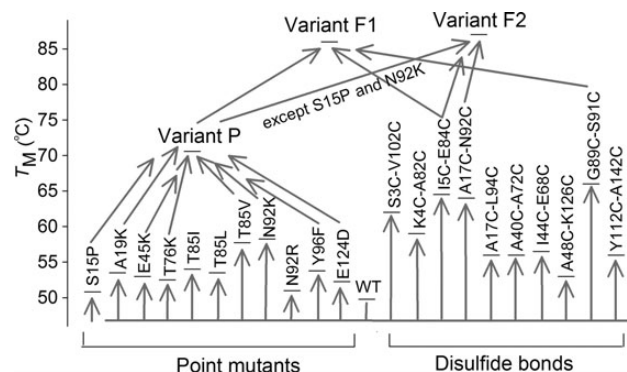 Variant F1
Variant F2
85
80
75
70
65
60
55
50
TM (°C)
except S15P and N92K
Variant P
S15P
A19K
E45K
T76K
T85I
T85L
T85V
N92K
N92R
Y96F
E124D
WT
S3C-V102C
K4C-A82C
I5C-E84C
A17C-N92C
A17C-L94C
A40C-A72C
I44C-E68C
A48C-K126C
G89C-S91C
Y112C-A142C
Point mutants
Disulfide bonds